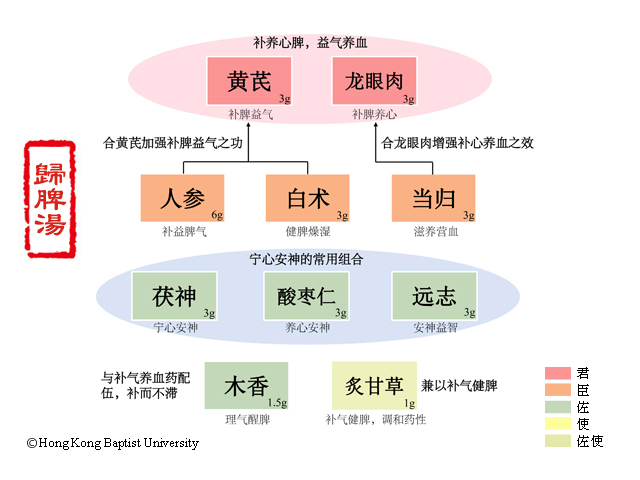 补养心脾，益气养血
黄芪
3g
补脾益气
龙眼肉
3g
补脾养心
合黄芪加强补脾益气之功
合龙眼肉增强补心养血之效
歸脾湯
人参
6g
补益脾气
白术
3g
健脾燥湿
当归
3g
滋养营血
宁心安神的常用组合
茯神
3g
宁心安神
酸枣仁
3g
养心安神
远志
3g
安神益智
与补气养血药配
伍，补而不滞
木香
1.5g
理气醒脾
炙甘草
1g
补气健脾，调和药性
兼以补气健脾
君
臣
佐
使
佐使
©Hong Kong Baptist University